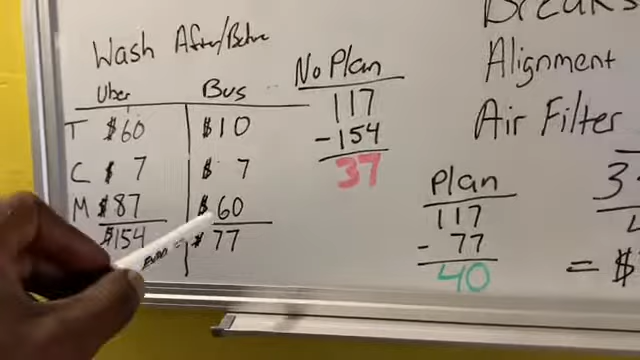 Wash After/Before
Uber Bus
T $60 $10
C $ 7 $ 7
M $87 $60
$154 $77
No Plan
117
-154
37
Plan
117
- 77
40
Breaks
Alignment
Air Filter
3
= $